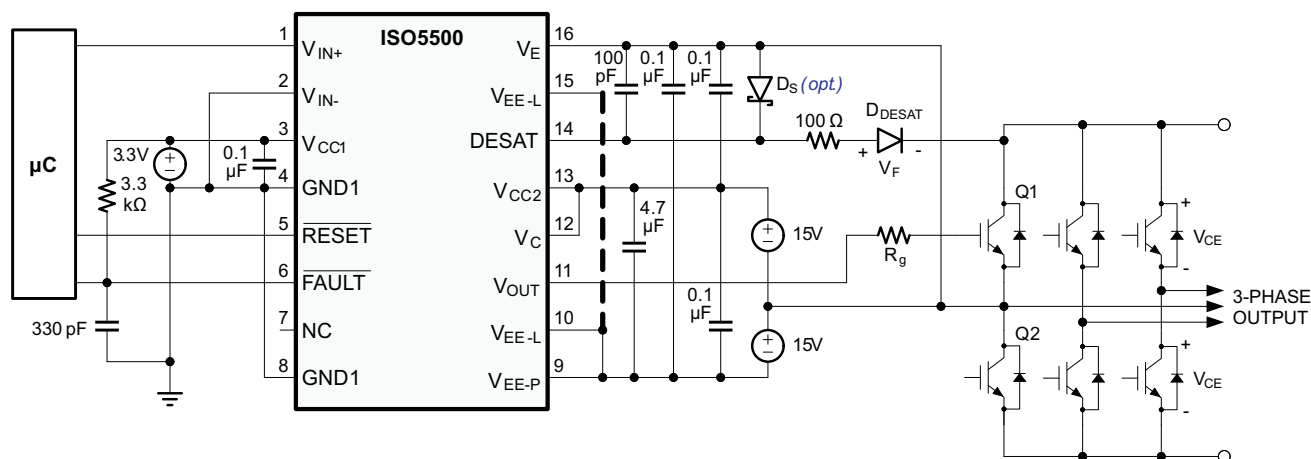 µC
ISO5500
1
V_IN+
2
V_IN-
3
V_CC1
4
GND1
5
RESET
6
FAULT
7
NC
8
GND1
16
V_E
15
V_EE-L
14
DESAT
13
V_CC2
12
V_C
11
V_OUT
10
V_EE-L
9
V_EE-P
3.3V
0.1
µF
3.3
kΩ
330 pF
100
pF
0.1
µF
0.1
µF
D_S (opt.)
100 Ω
D_DESAT
+
-
V_F
4.7
µF
0.1
µF
+
-
15V
+
-
15V
R_g
Q1
Q2
+
V_CE
-
3-PHASE
OUTPUT
+
V_CE
-